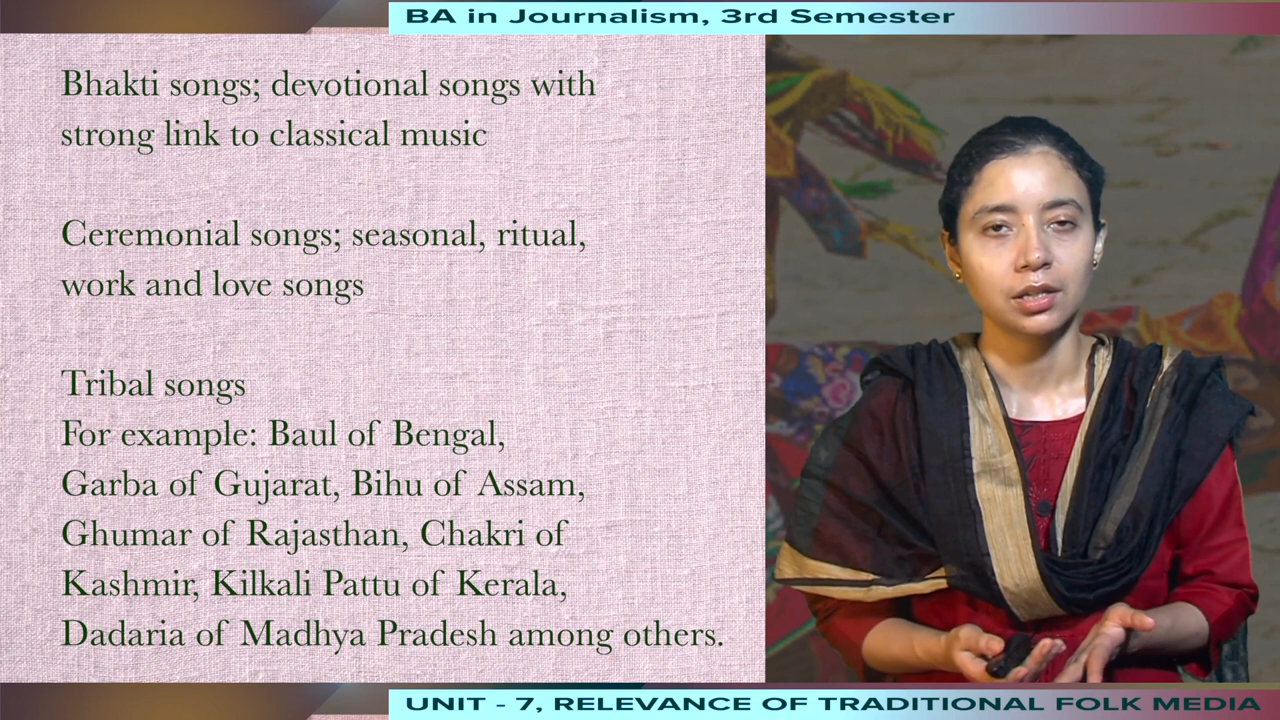 BA in Journalism, 3rd Semester
Bhakti songs; devotional songs with
strong link to classical music
Ceremonial songs; seasonal, ritual,
work and love songs
Tribal songs
For example: Baul of Bengal,
Garba of Gujarat, Bihu of Assam,
Ghumar of Rajasthan, Chakri of
Kashmir, Kilkali Pattu of Kerala,
Dadaria of Madhya Pradesh among others.
UNIT - 7, RELEVANCE OF TRADITIONAL FOLK MEDIA